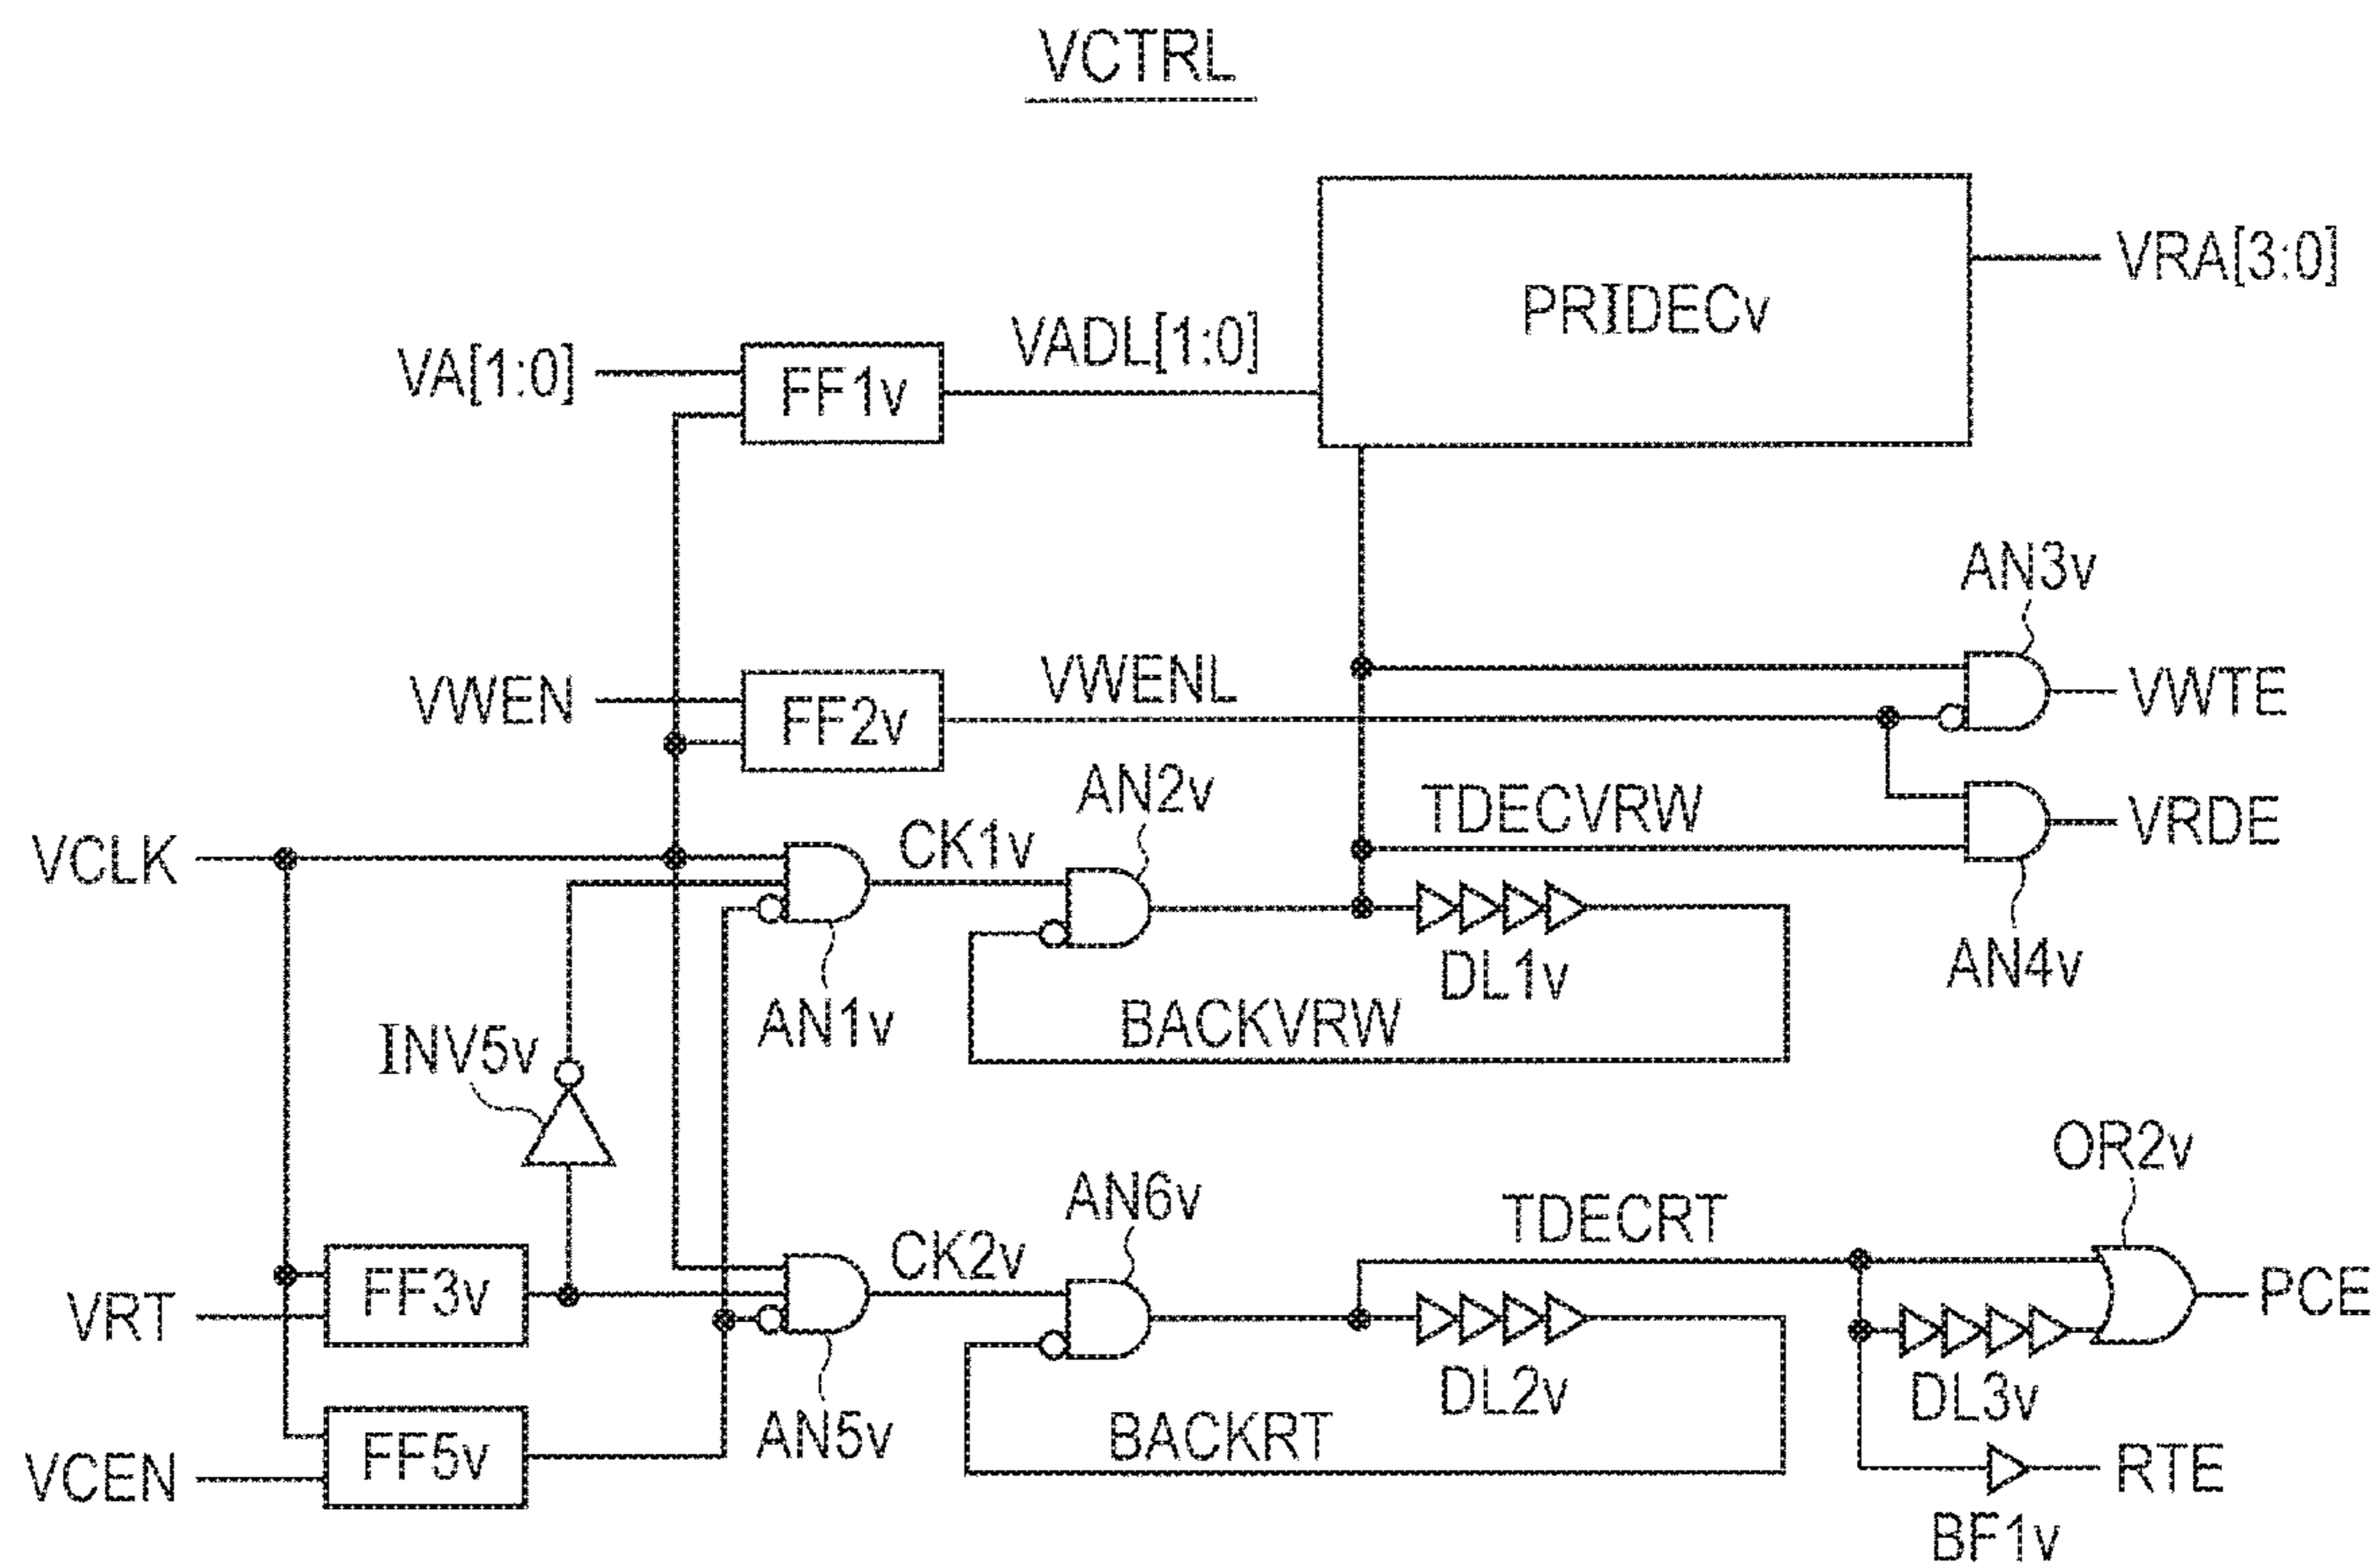 VCTRL
PRIDECv
VRA[3:0]
VA[1:0]
FF1v
VADL[1:0]
AN3v
VWEN
FF2v
VWENL
VWTE
AN2v
TDECVRW
VRDE
VCLK
CK1v
AN4v
DL1v
AN1v
BACKVRW
INV5v
OR2v
AN6v
TDECRT
CK2v
VRT
FF3v
PCE
DL2v
DL3v
AN5v
BACKRT
VCEN
FF5v
RTE
BF1v